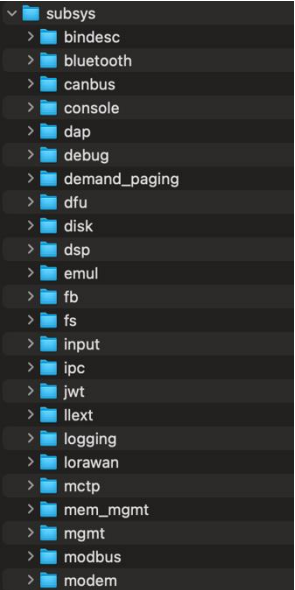 subsys
bindesc
bluetooth
canbus
console
dap
debug
demand_paging
dfu
disk
dsp
emul
fb
fs
input
ipc
jwt
llext
logging
lorawan
mctp
mem_mgmt
mgmt
modbus
modem